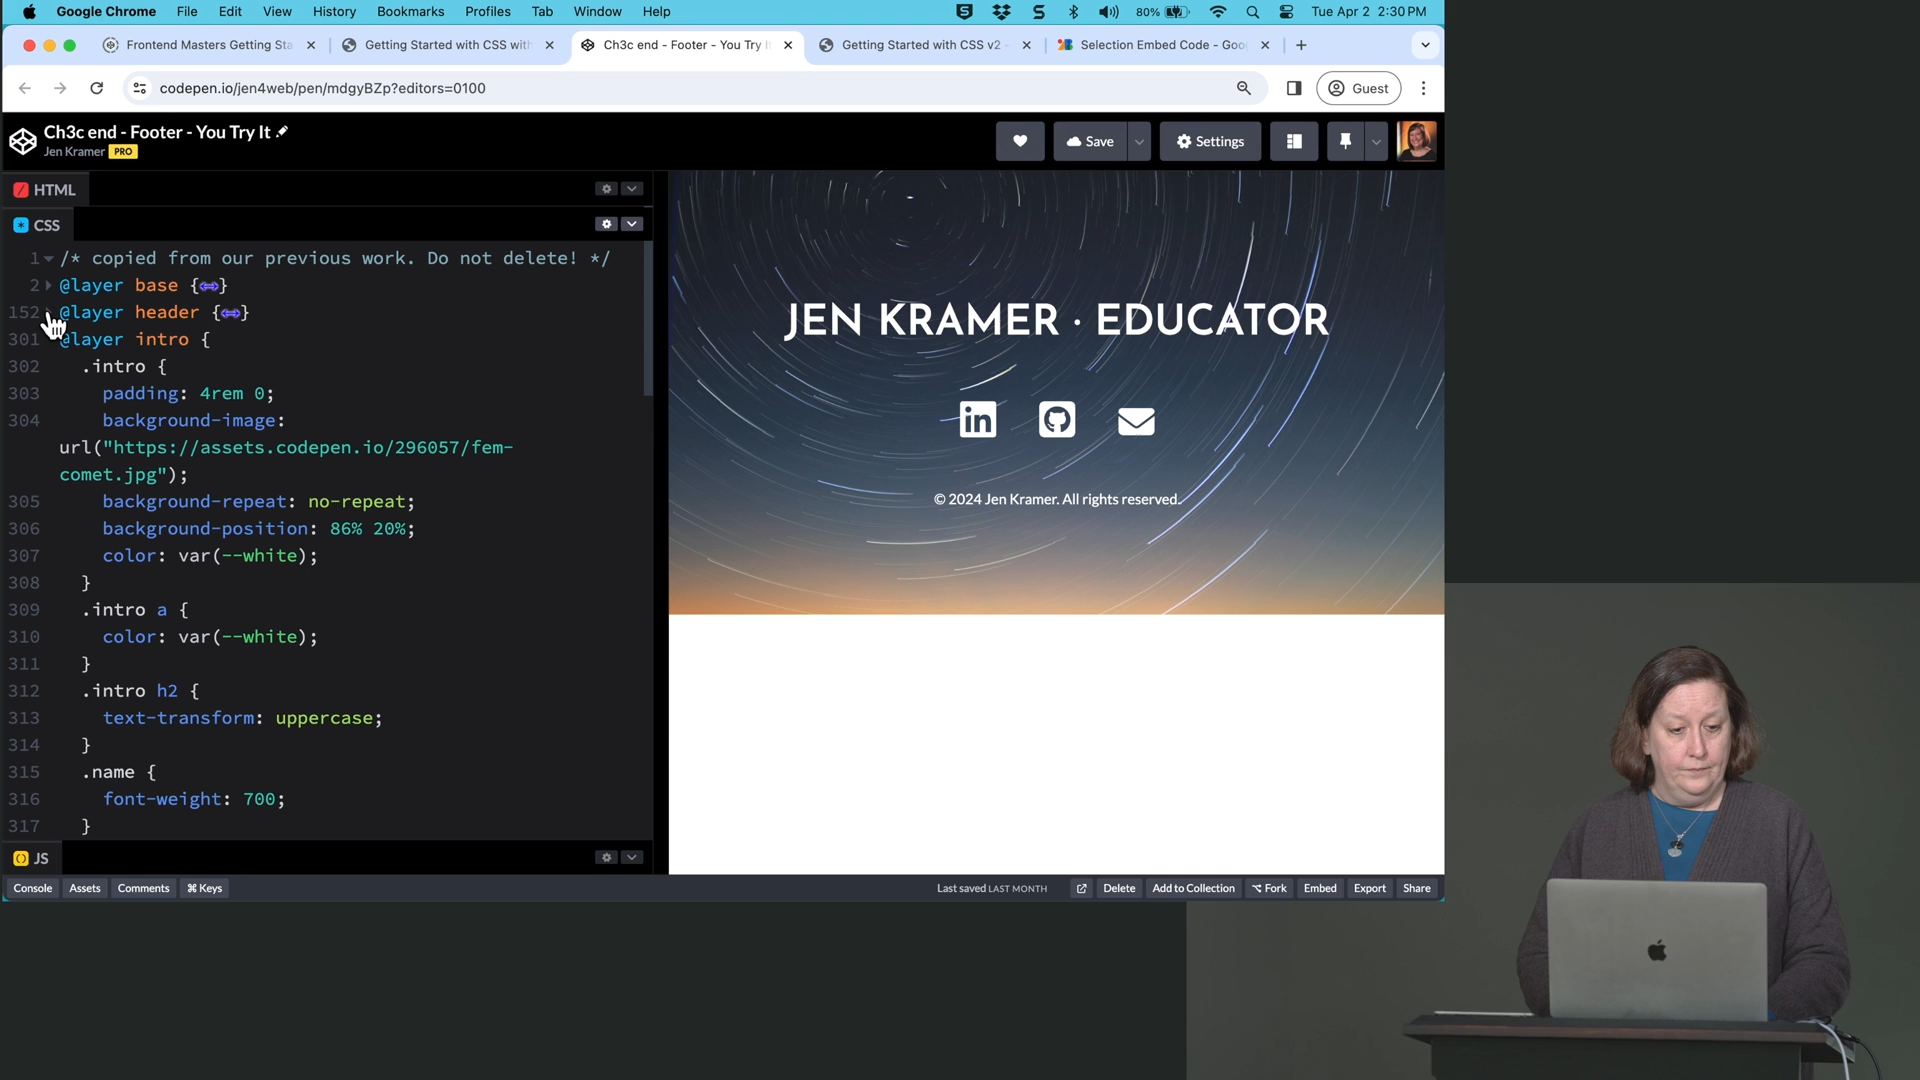 Google Chrome File Edit View History Bookmarks Profiles Tab Window Help 80% Tue Apr 2 2:30 PM
Frontend Masters Getting Sta
Getting Started with CSS with
Ch3c end - Footer - You Try I
Getting Started with CSS v2 -
Selection Embed Code - Goo
codepen.io/jen4web/pen/mdgyBZp?editors=0100
Guest
Ch3c end - Footer - You Try It
Jen Kramer PRO
Save
Settings
HTML
CSS
1 /* copied from our previous work. Do not delete! */
2 @layer base {}
152 @layer header {}
301 @layer intro {
302 .intro {
303 padding: 4rem 0;
304 background-image:
url("https://assets.codepen.io/296057/fem-
comet.jpg");
305 background-repeat: no-repeat;
306 background-position: 86% 20%;
307 color: var(--white);
308 }
309 .intro a {
310 color: var(--white);
311 }
312 .intro h2 {
313 text-transform: uppercase;
314 }
315 .name {
316 font-weight: 700;
317 }
JS
JEN KRAMER · EDUCATOR
in
© 2024 Jen Kramer. All rights reserved.
Console Assets Comments ⌘ Keys
Last saved LAST MONTH Delete Add to Collection Fork Embed Export Share